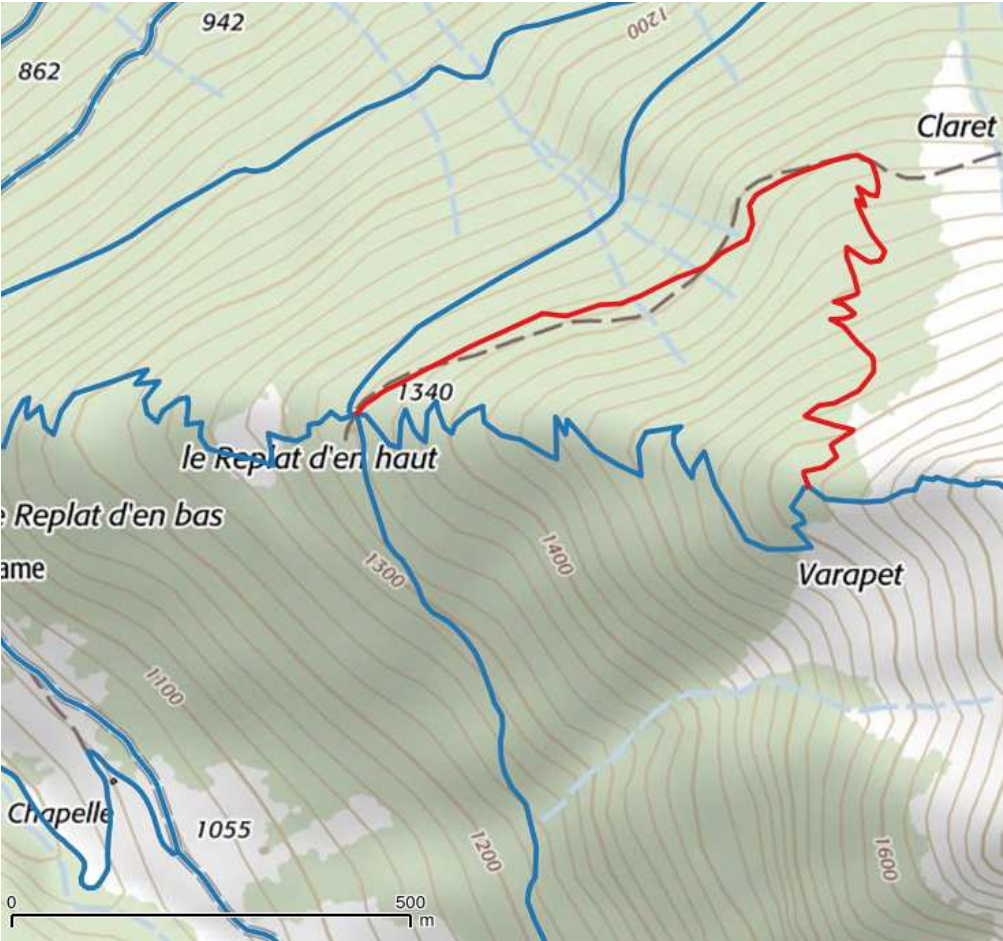 942
1200
862
Claret
1340
le Replat d'en haut
e Replat d'en bas
1400
1300
ame
Varapet
1100
Chapelle
1055
1200
1600
0 500
m